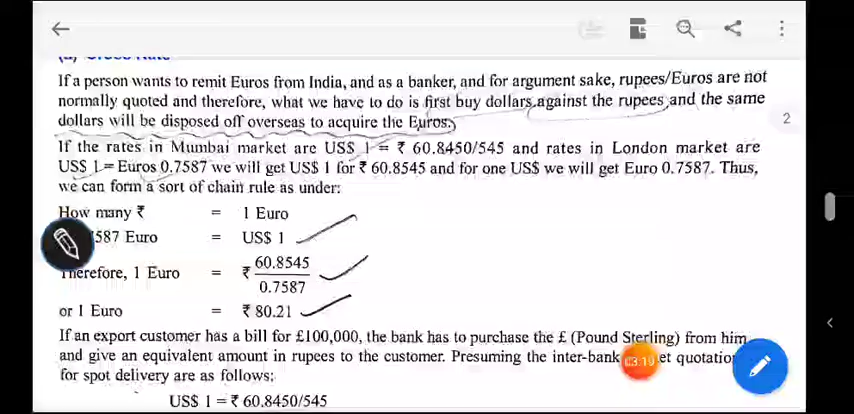 (a) Cross Rate
If a person wants to remit Euros from India, and as a banker, and for argument sake, rupees/Euros are not
normally quoted and therefore, what we have to do is first buy dollars against the rupees and the same
dollars will be disposed off overseas to acquire the Euros.
2
If the rates in Mumbai market are US$ 1 = ₹ 60.8450/545 and rates in London market are
US$ 1 = Euros 0.7587 we will get US$ 1 for ₹ 60.8545 and for one US$ we will get Euro 0.7587. Thus,
we can form a sort of chain rule as under:
How many ₹ = 1 Euro
587 Euro = US$ 1
Therefore, 1 Euro = ₹ 60.8545
0.7587
or 1 Euro = ₹ 80.21
If an export customer has a bill for £100,000, the bank has to purchase the £ (Pound Sterling) from him
and give an equivalent amount in rupees to the customer. Presuming the inter-bank et quotatio
03:19
for spot delivery are as follows:
US$ 1 = ₹ 60.8450/545